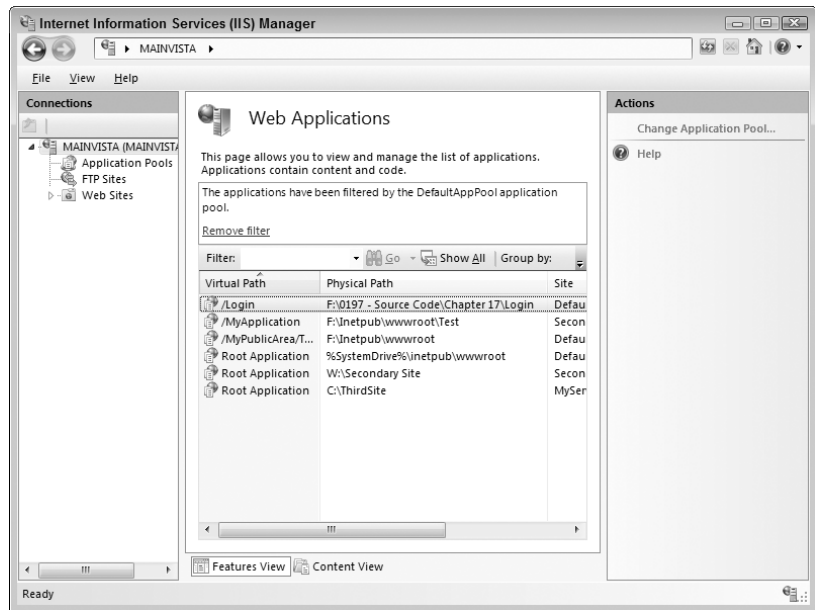 Internet Information Services (IIS) Manager
MAINVISTA
File View Help
Connections
MAINVISTA (MAINVISTA
Application Pools
FTP Sites
Web Sites
Web Applications
This page allows you to view and manage the list of applications.
Applications contain content and code.
The applications have been filtered by the DefaultAppPool application
pool.
Remove filter
Filter: Go Show All Group by:
Virtual Path Physical Path Site
/Login F:\0197 - Source Code\Chapter 17\Login Defau
/MyApplication F:\Inetpub\wwwroot\Test Secon
/MyPublicArea/T... F:\Inetpub\wwwroot Defau
Root Application %SystemDrive%\inetpub\wwwroot Defau
Root Application W:\Secondary Site Secon
Root Application C:\ThirdSite MySer
Features View Content View
Actions
Change Application Pool...
Help
Ready